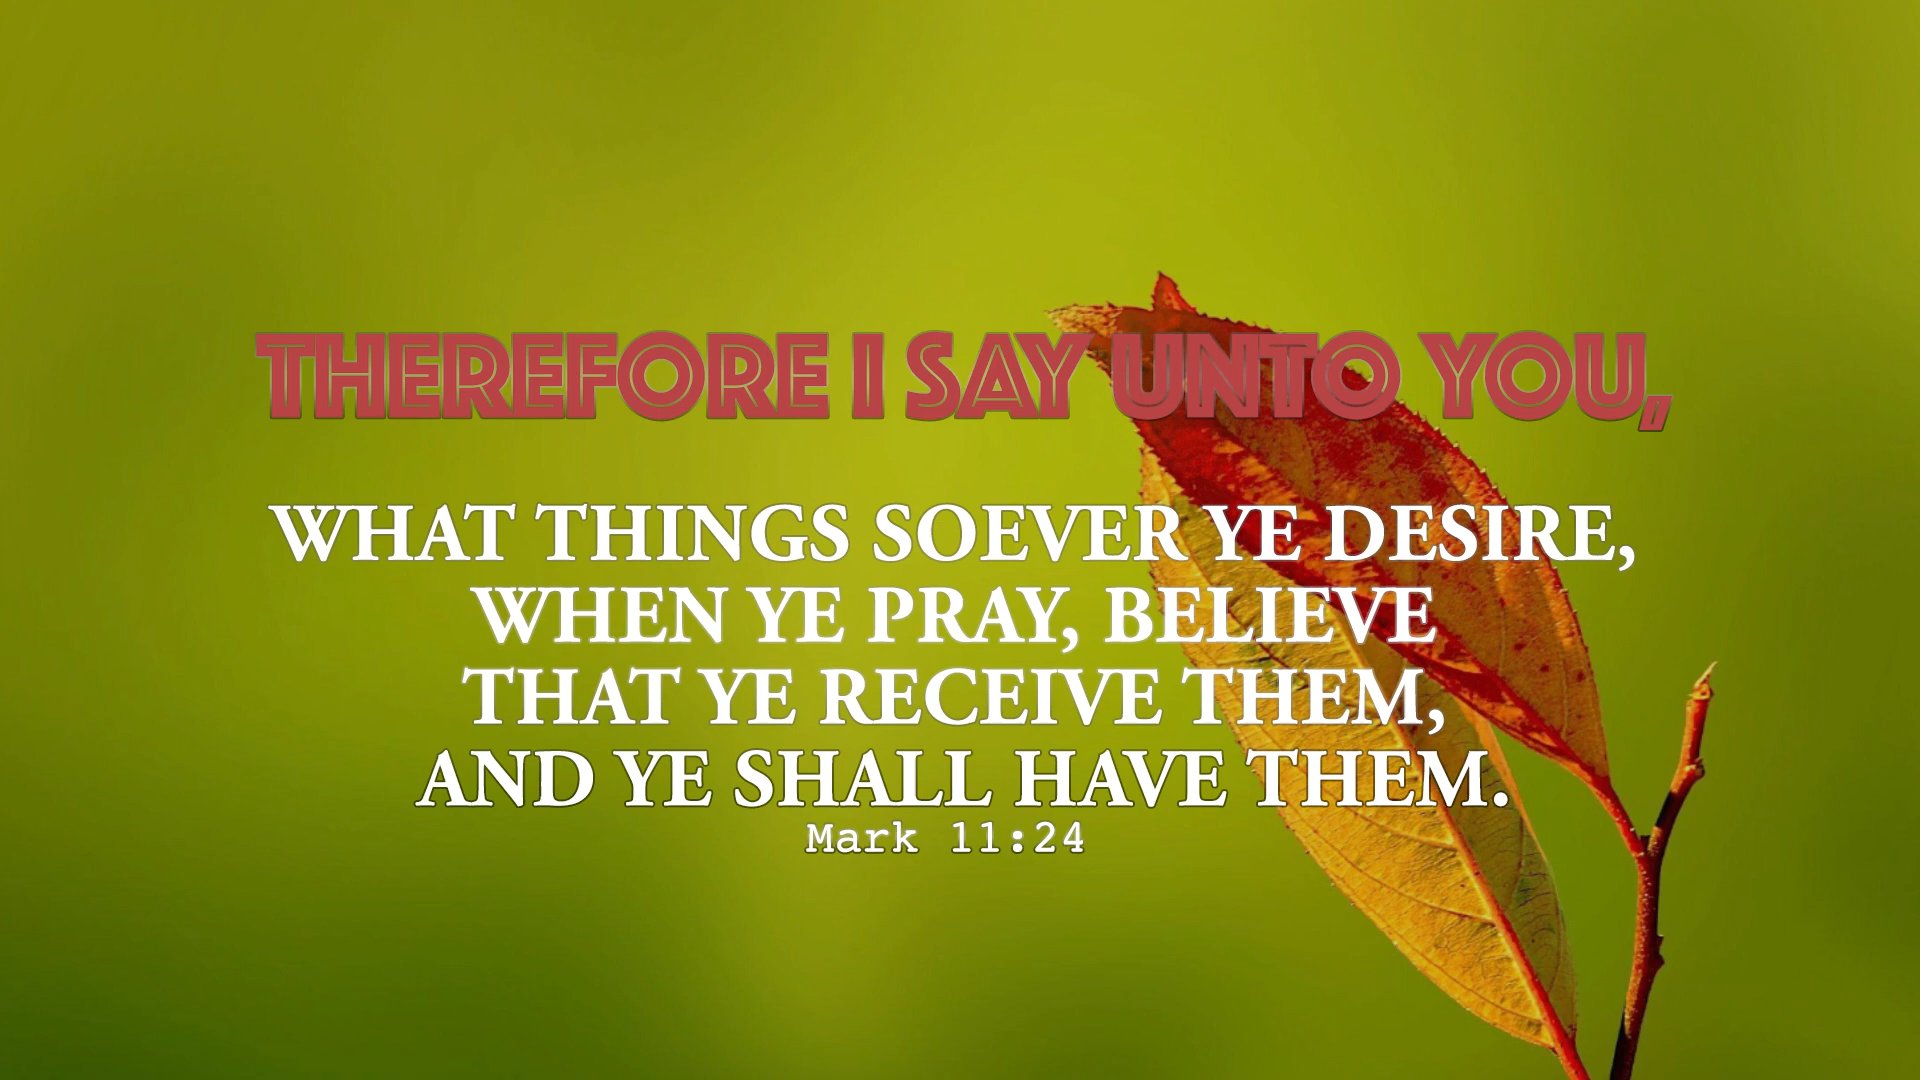 THEREFORE I SAY UNTO YOU,
WHAT THINGS SOEVER YE DESIRE,
WHEN YE PRAY, BELIEVE
THAT YE RECEIVE THEM,
AND YE SHALL HAVE THEM.
Mark 11:24